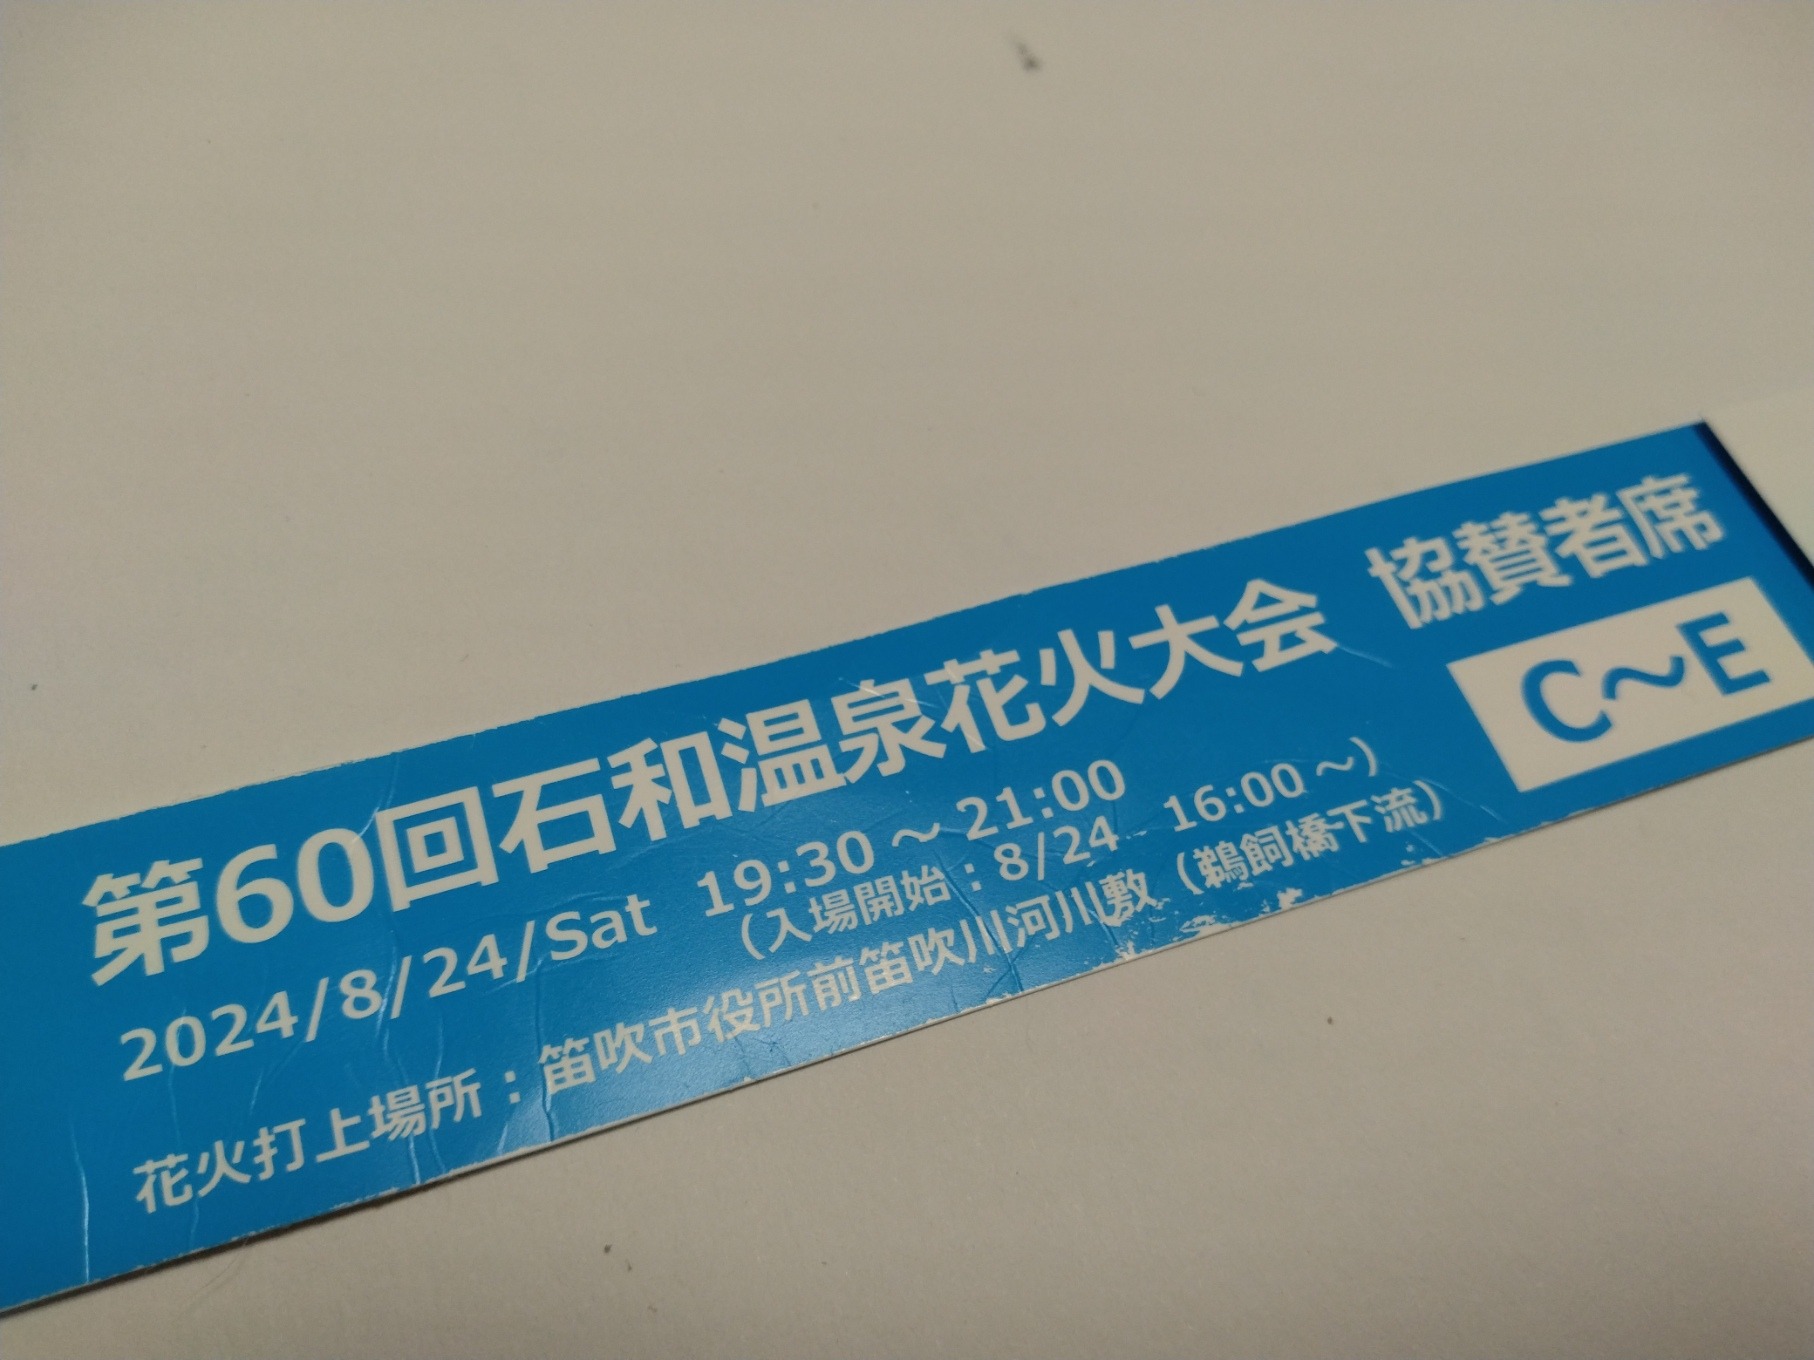 第60回石和温泉花火大会 協賛者席
C～E
2024/8/24/Sat 19:30～21:00
（入場開始：8/24 16:00～）
花火打上場所：笛吹市役所前笛吹川河川敷（鵜飼橋下流）